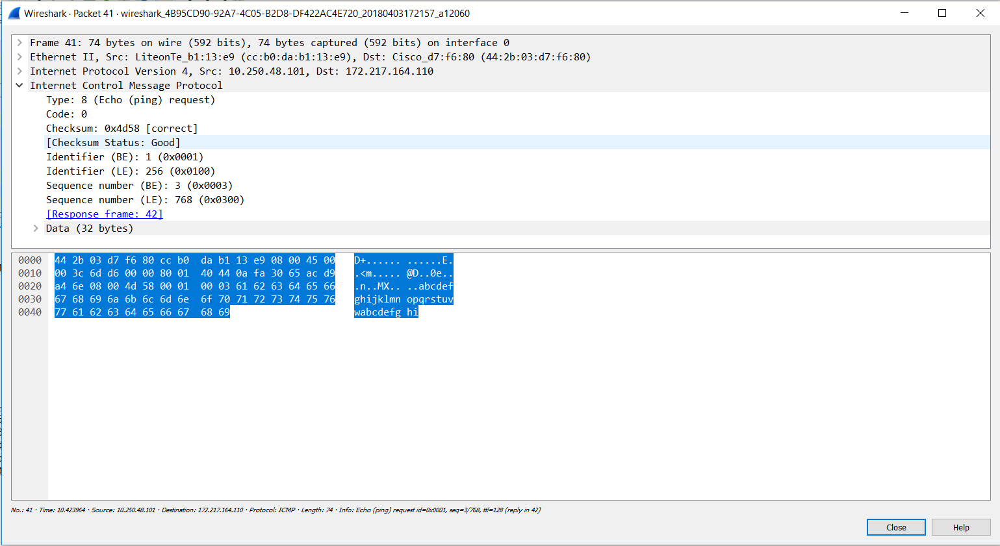 Wireshark · Packet 41 · wireshark_4B95CD90-92A7-4C05-B2D8-DF422AC4E720_20180403172157_a12060
Frame 41: 74 bytes on wire (592 bits), 74 bytes captured (592 bits) on interface 0
Ethernet II, Src: LiteonTe_b1:13:e9 (cc:b0:da:b1:13:e9), Dst: Cisco_d7:f6:80 (44:2b:03:d7:f6:80)
Internet Protocol Version 4, Src: 10.250.48.101, Dst: 172.217.164.110
Internet Control Message Protocol
Type: 8 (Echo (ping) request)
Code: 0
Checksum: 0x4d58 [correct]
[Checksum Status: Good]
Identifier (BE): 1 (0x0001)
Identifier (LE): 256 (0x0100)
Sequence number (BE): 3 (0x0003)
Sequence number (LE): 768 (0x0300)
[Response frame: 42]
Data (32 bytes)
0000 44 2b 03 d7 f6 80 cc b0 da b1 13 e9 08 00 45 00 D+...... ......E.
0010 00 3c 6d d6 00 00 80 01 40 44 0a fa 30 65 ac d9 .<m..... @D..0e..
0020 a4 6e 08 00 4d 58 00 01 00 03 61 62 63 64 65 66 .n..MX.. ..abcdef
0030 67 68 69 6a 6b 6c 6d 6e 6f 70 71 72 73 74 75 76 ghijklmn opqrstuv
0040 77 61 62 63 64 65 66 67 68 69 wabcdefg hi
No.: 41 · Time: 10.423964 · Source: 10.250.48.101 · Destination: 172.217.164.110 · Protocol: ICMP · Length: 74 · Info: Echo (ping) request id=0x0001, seq=3/768, ttl=128 (reply in 42)
Close Help